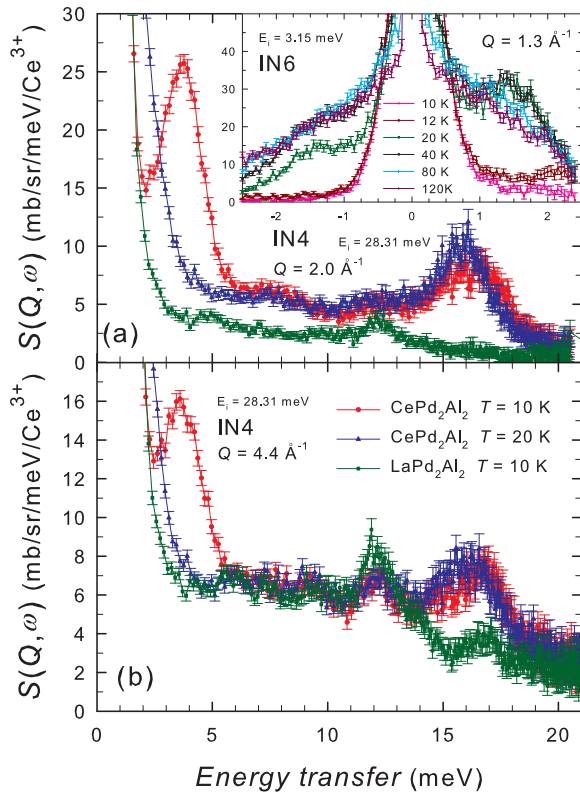 30
25
20
15
10
5
0
S(Q,ω) (mb/sr/meV/Ce³⁺)
(a)
50
40
30
20
10
0
-2 -1 0 1 2
E_i = 3.15 meV
IN6
Q = 1.3 Å⁻¹
10 K
12 K
20 K
40 K
80 K
120K
IN4 E_i = 28.31 meV
Q = 2.0 Å⁻¹
16
14
12
10
8
6
4
2
0
S(Q,ω) (mb/sr/meV/Ce³⁺)
(b)
E_i = 28.31 meV
IN4
Q = 4.4 Å⁻¹
CePd₂Al₂ T = 10 K
CePd₂Al₂ T = 20 K
LaPd₂Al₂ T = 10 K
0 5 10 15 20
Energy transfer (meV)